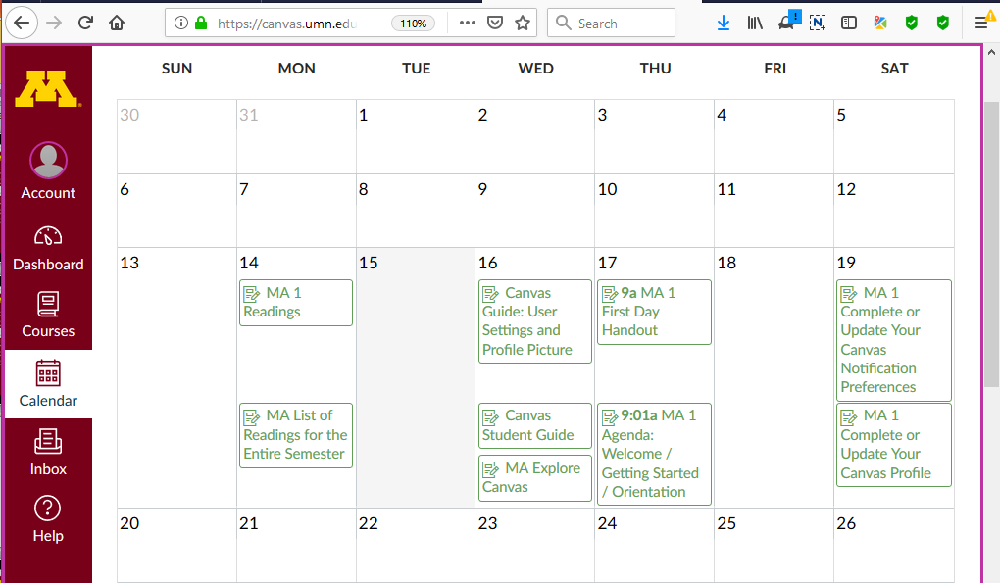 https://canvas.umn.edu
110%
Search
1
SUN MON TUE WED THU FRI SAT
M
Account
Dashboard
Courses
Calendar
Inbox
Help
30 31 1 2 3 4 5
6 7 8 9 10 11 12
13 14 15 16 17 18 19
MA 1
Readings
MA List of
Readings for the
Entire Semester
Canvas
Guide: User
Settings and
Profile Picture
Canvas
Student Guide
MA Explore
Canvas
9a MA 1
First Day
Handout
9:01a MA 1
Agenda:
Welcome /
Getting Started
/ Orientation
MA 1
Complete or
Update Your
Canvas
Notification
Preferences
MA 1
Complete or
Update Your
Canvas Profile
20 21 22 23 24 25 26